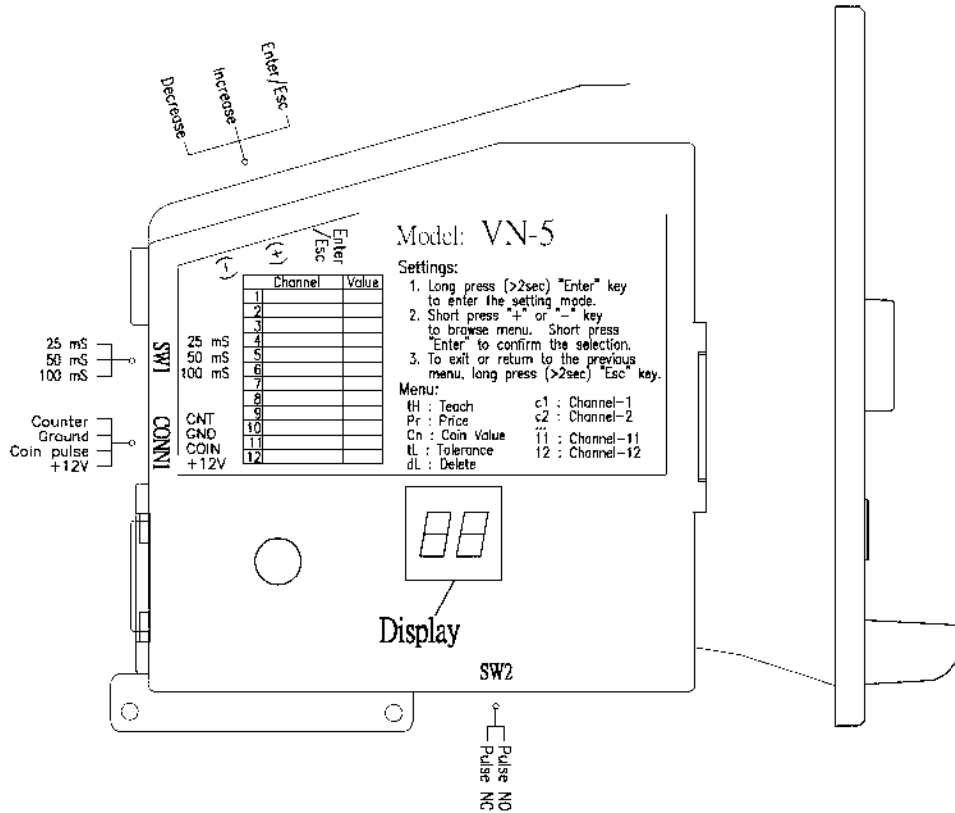 Enter/Esc
Increase
Decrease
Enter
/Esc
(+)
(-)
Model: VN-5
Settings:
1. Long press (>2sec) "Enter" key
to enter the setting mode.
2. Short press "+" or "-" key
to browse menu. Short press
"Enter" to confirm the selection.
3. To exit or return to the previous
menu, long press (>2sec) "Esc" key.
Menu:
tH : Teach
Pr : Price
Cn : Coin Value
tL : Tolerance
dL : Delete
c1 : Channel-1
c2 : Channel-2
...
11 : Channel-11
12 : Channel-12
Channel Value
1
2
3
4
5
6
7
8
9
10
11
12
25 mS
50 mS
100 mS
SW1
25 mS
50 mS
100 mS
Counter
Ground
Coin pulse
+12V
CONN1
CNT
GND
COIN
+12V
Display
SW2
Pulse NO
Pulse NC